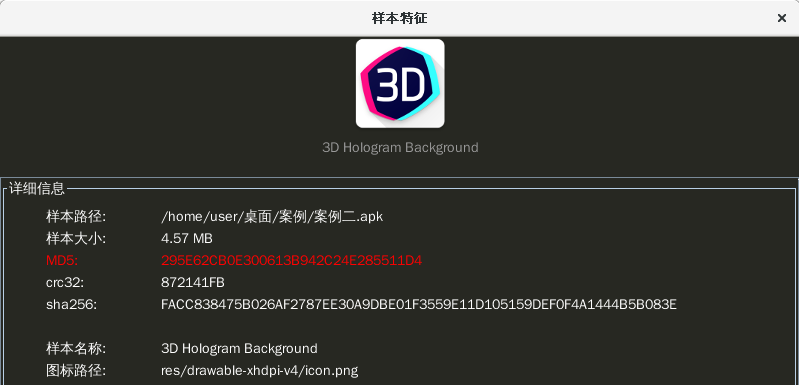 样本特征
3D
3D Hologram Background
详细信息
样本路径: /home/user/桌面/案例/案例二.apk
样本大小: 4.57 MB
MD5: 295E62CB0E300613B942C24E285511D4
crc32: 872141FB
sha256: FACC838475B026AF2787EE30A9DBE01F3559E11D105159DEF0F4A1444B5B083E
样本名称: 3D Hologram Background
图标路径: res/drawable-xhdpi-v4/icon.png